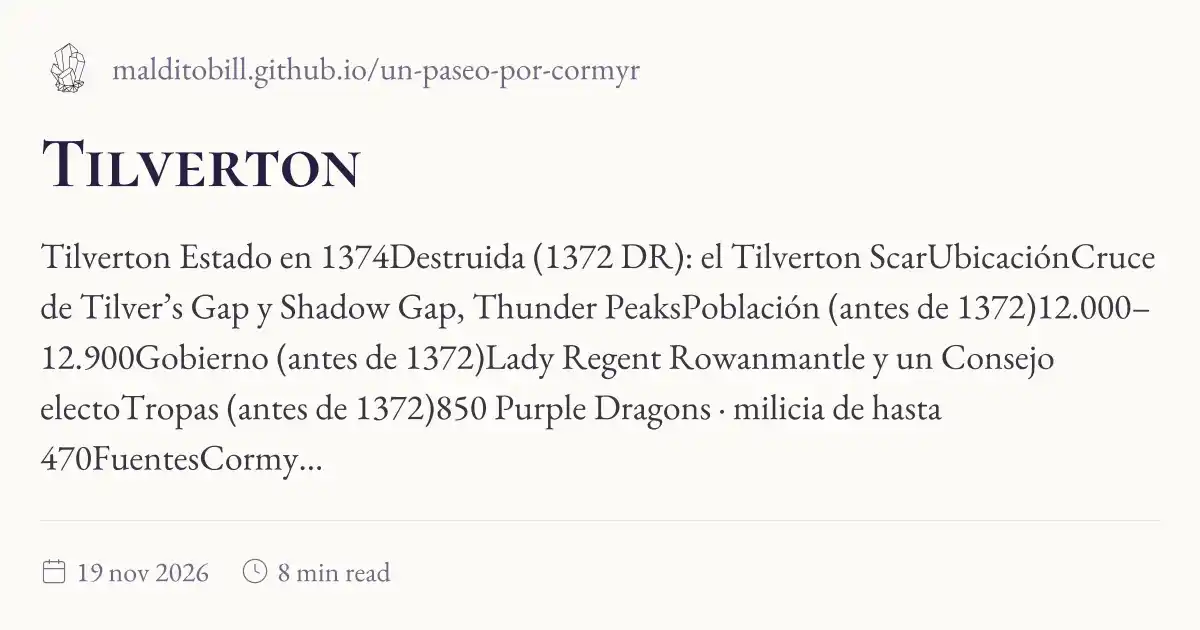 malditobill.github.io/un-paseo-por-cormyr
Tilverton
Tilverton Estado en 1374Destruida (1372 DR): el Tilverton ScarUbicaciónCruce
de Tilver’s Gap y Shadow Gap, Thunder PeaksPoblación (antes de 1372)12.000–
12.900Gobierno (antes de 1372)Lady Regent Rowanmantle y un Consejo
electoTropas (antes de 1372)850 Purple Dragons · milicia de hasta
470FuentesCormy…
19 nov 2026
8 min read